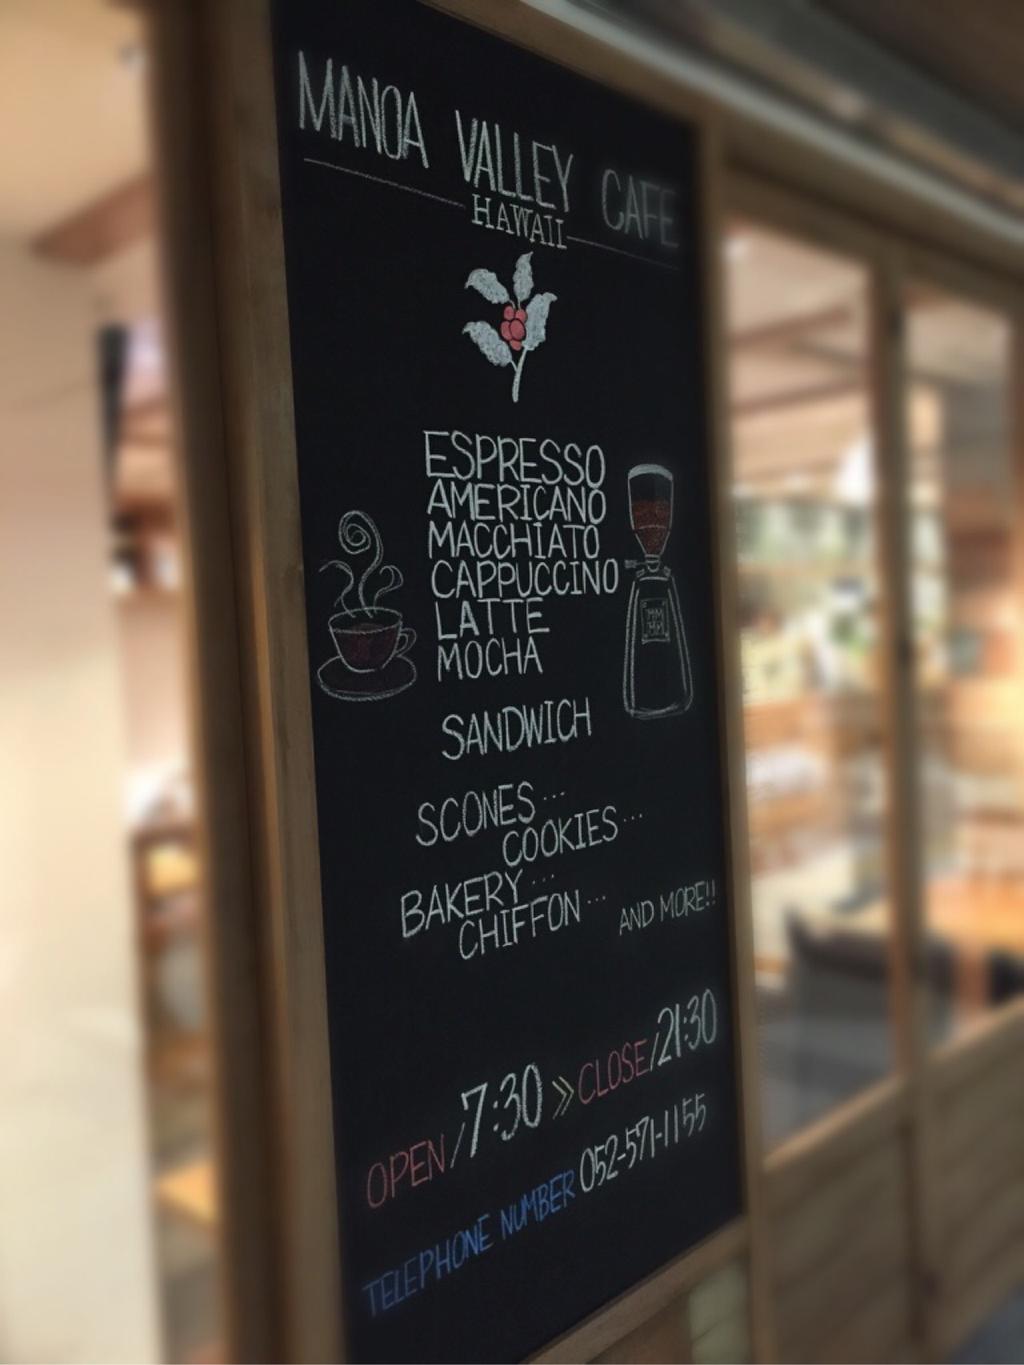 MANOA VALLEY CAFE
HAWAII
ESPRESSO
AMERICANO
MACCHIATO
CAPPUCCINO
LATTE
MOCHA
SANDWICH
SCONES...
COOKIES...
BAKERY...
CHIFFON...
AND MORE!!
OPEN/7:30 » CLOSE/21:30
TELEPHONE NUMBER 052-571-1155